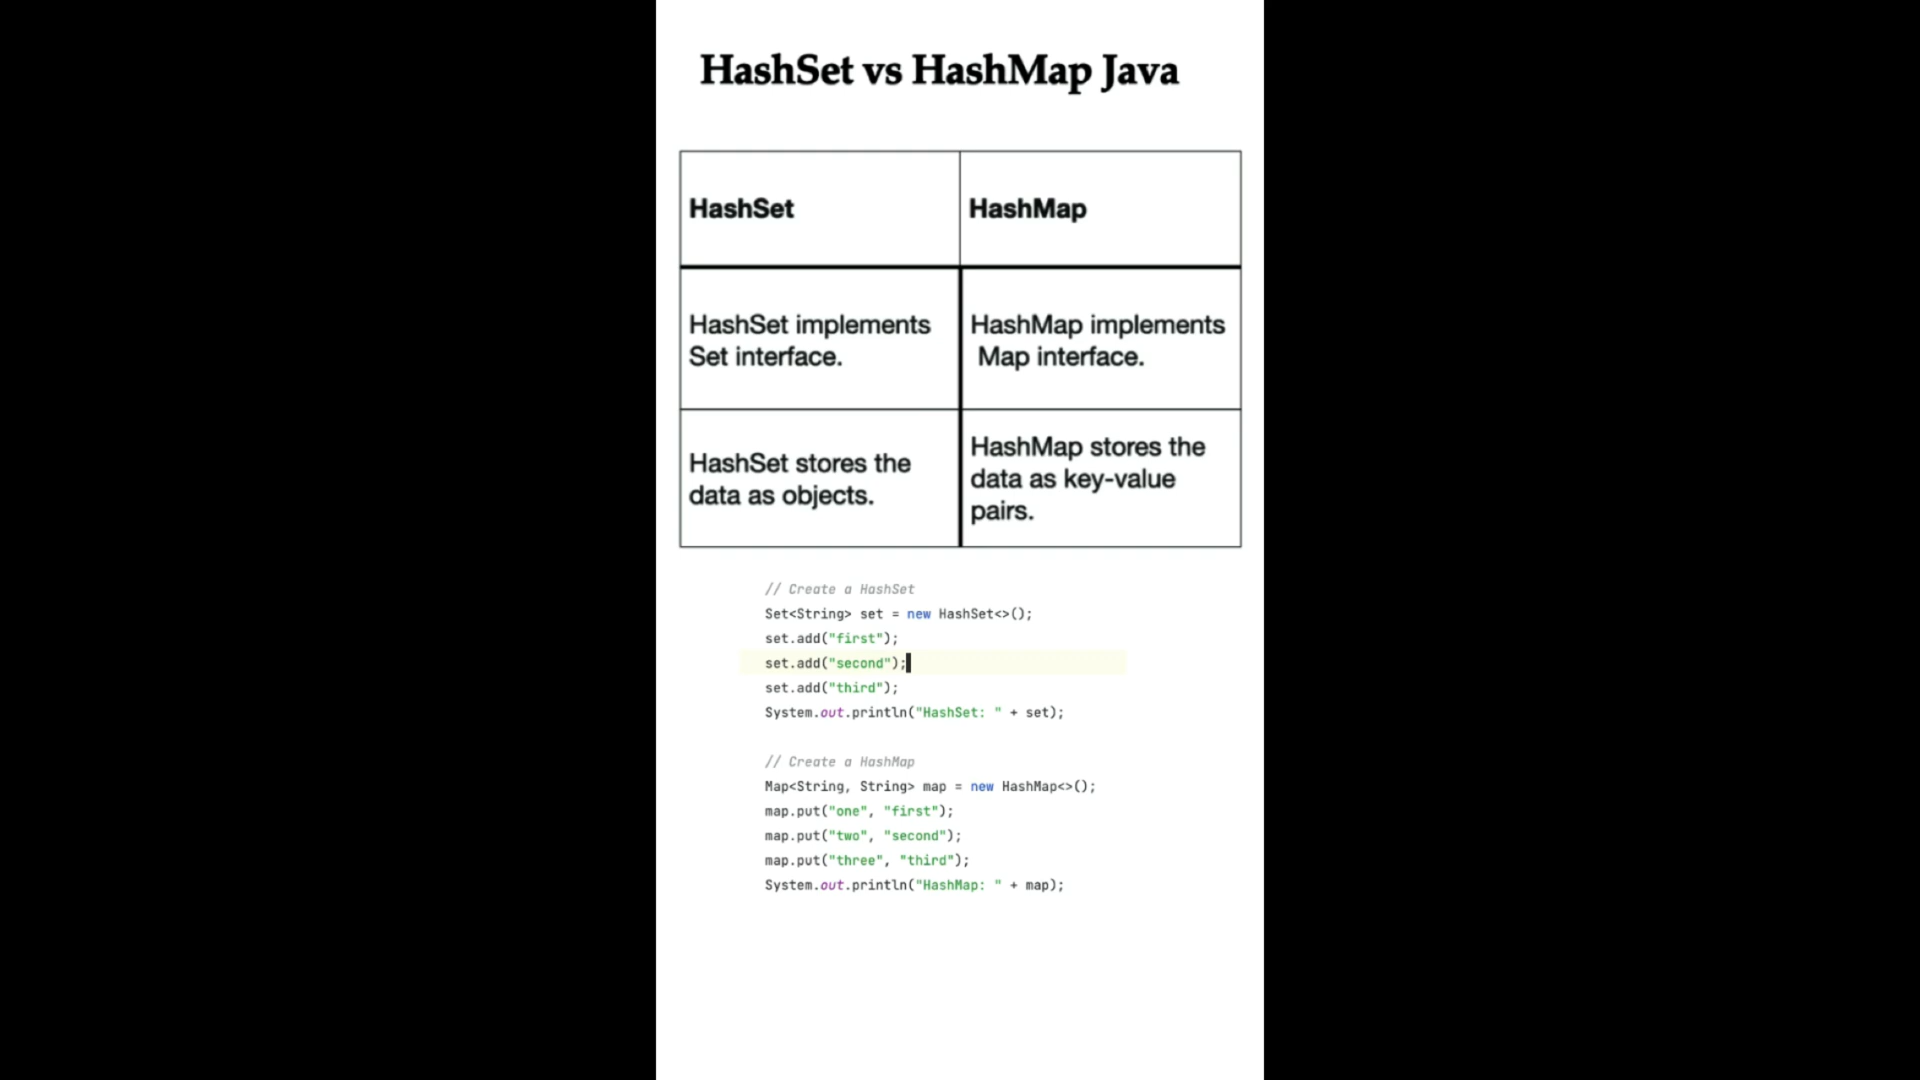 HashSet vs HashMap Java
HashSet
HashMap
HashSet implements
Set interface.
HashMap implements
Map interface.
HashSet stores the
data as objects.
HashMap stores the
data as key-value
pairs.
// Create a HashSet
Set<String> set = new HashSet<>();
set.add("first");
set.add("second");
set.add("third");
System.out.println("HashSet: " + set);
// Create a HashMap
Map<String, String> map = new HashMap<>();
map.put("one", "first");
map.put("two", "second");
map.put("three", "third");
System.out.println("HashMap: " + map);